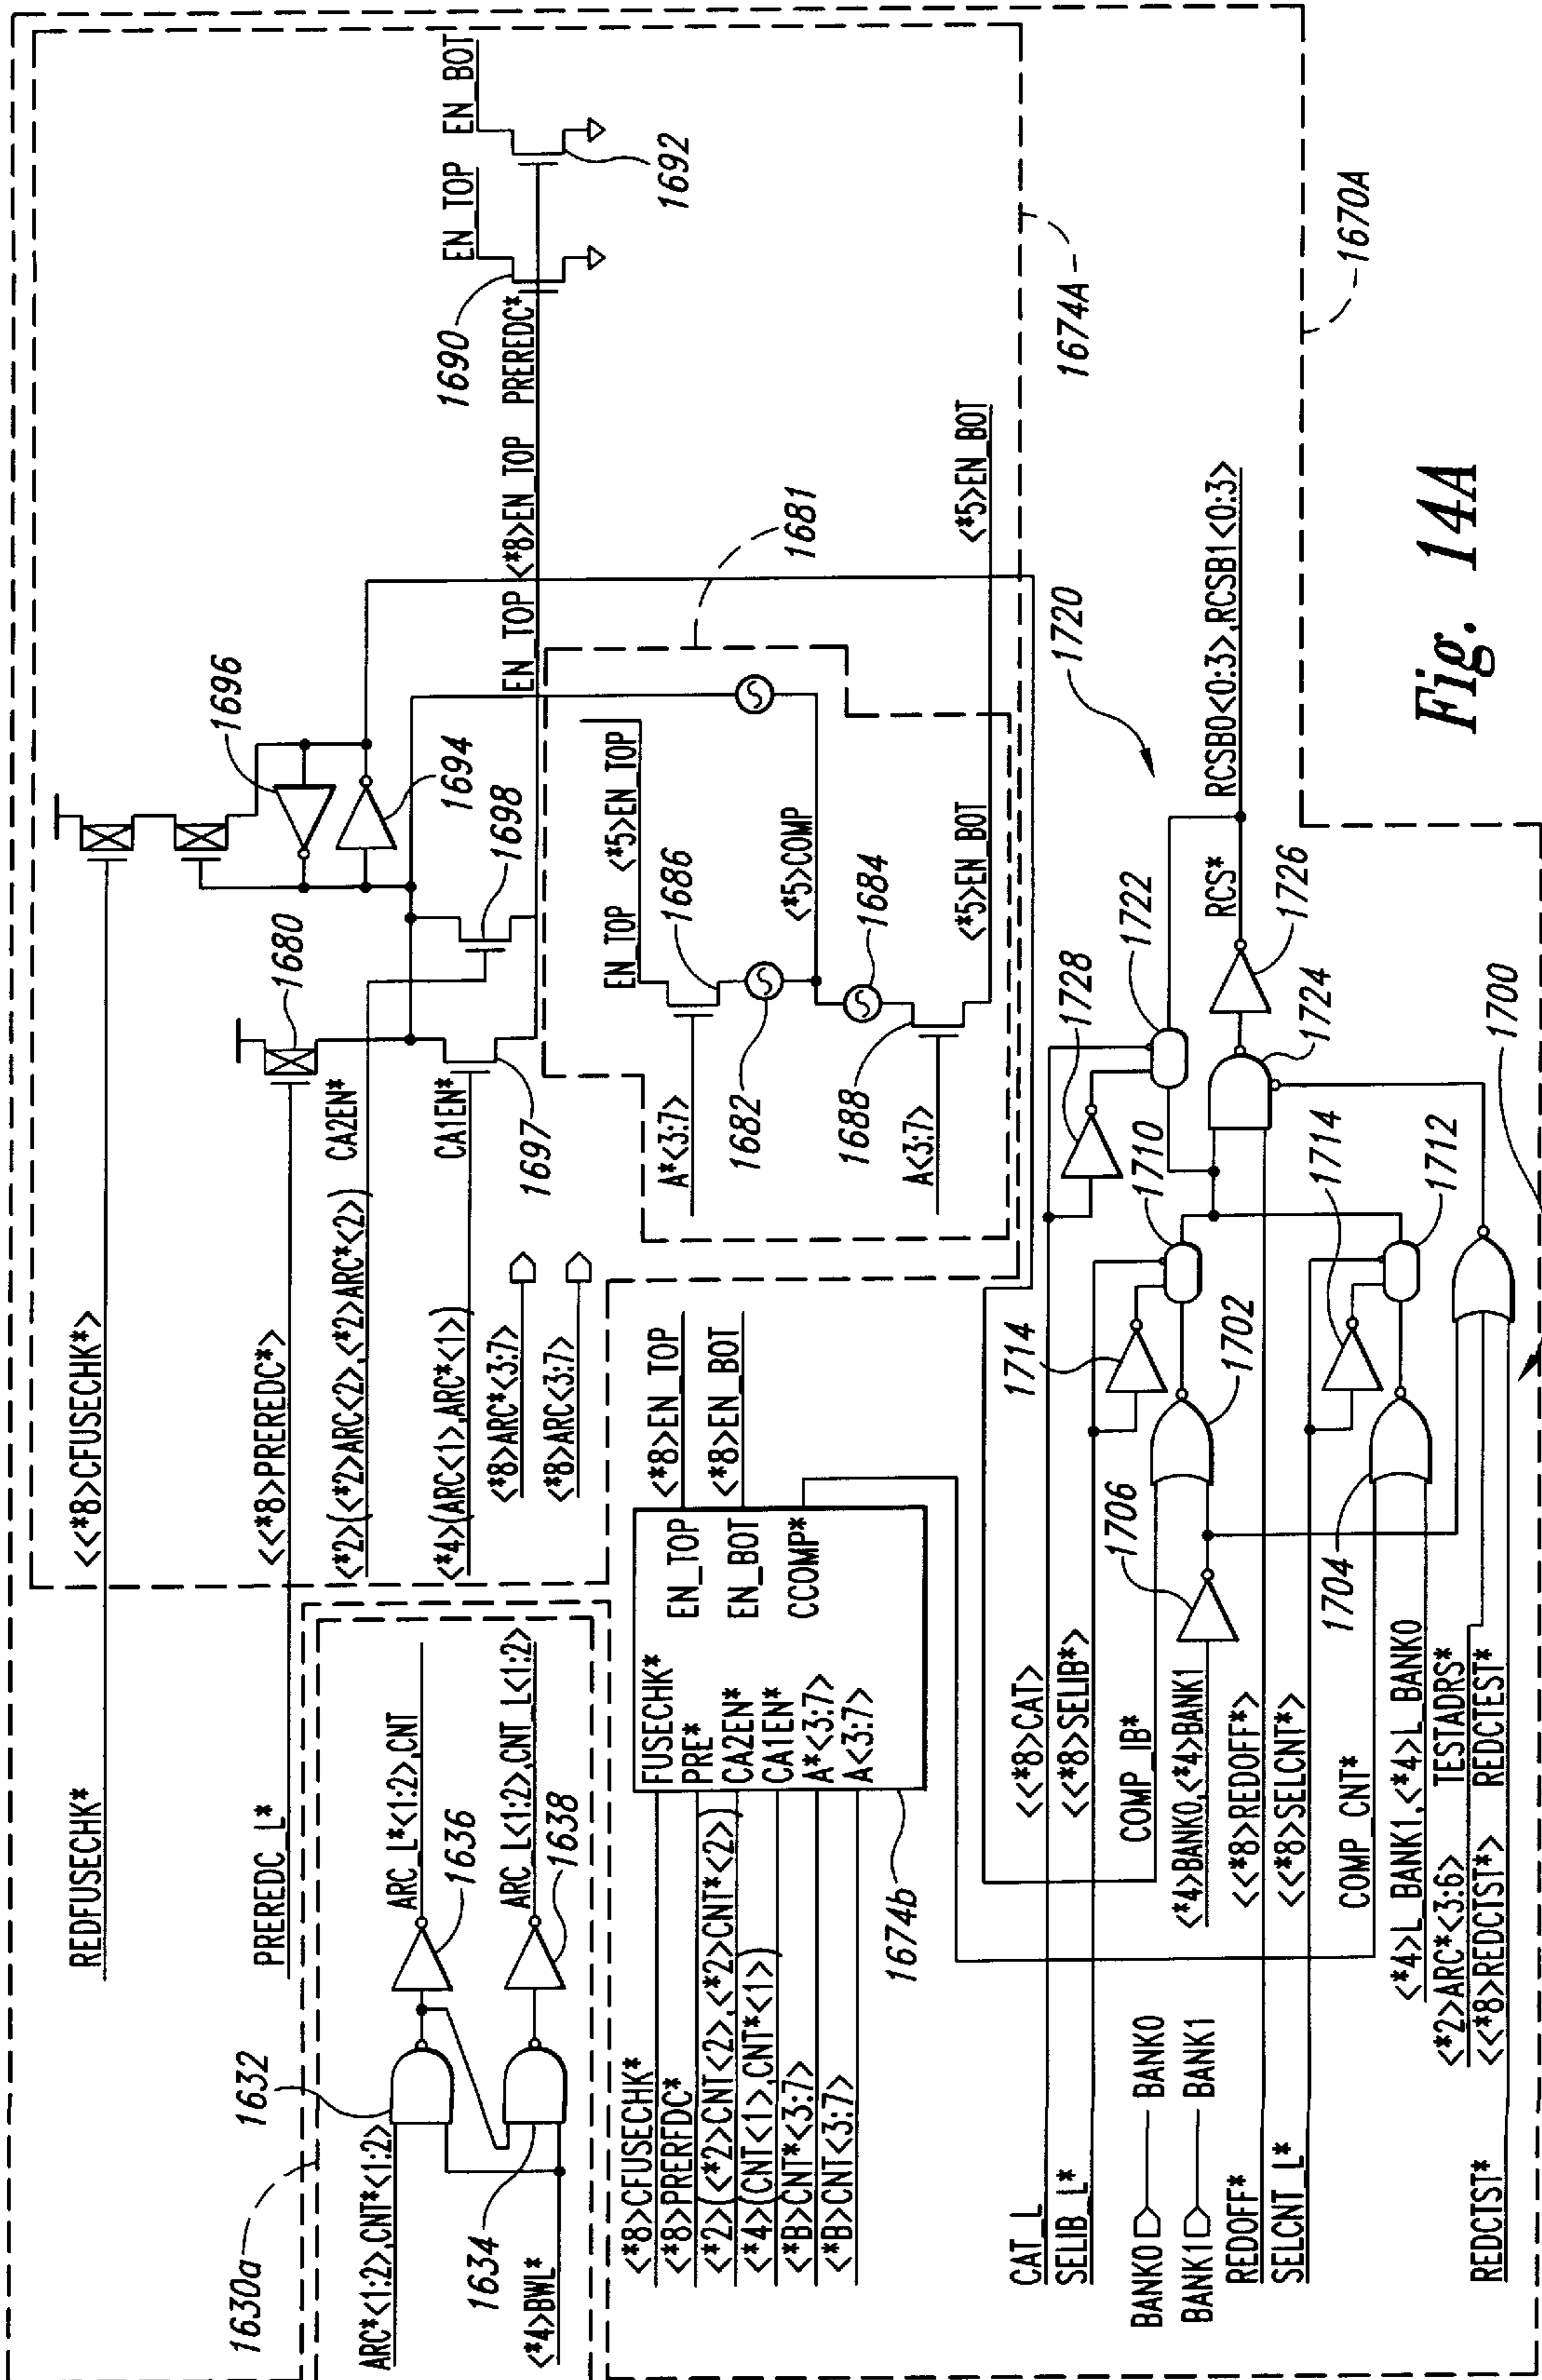 REDFUSECHK*
<<*8>CFUSECHK*>
1696
1694
1698
1680
PREREDC_L*
<<*8>PREREDC*>
CA2EN*
<*2>(<*2>ARC<2>,<*2>ARC*<2>)
CA1EN*
<*4>(ARC<1>,ARC*<1>)
1697
<*8>ARC*<3:7>
<*8>ARC<3:7>
EN_TOP
<*8>EN_TOP
PREREDC*
1690
EN_TOP
EN_BOT
1692
1681
EN_TOP
<*5>EN_TOP
1686
A*<3:7>
1682
<*5>COMP
1684
A<3:7>
1688
<*5>EN_BOT
<*5>EN_BOT
1674A
1670A
1630a
1632
ARC*<1:2>,CNT*<1:2>
1634
<*4>BWL*
ARC_L*<1:2>,CNT
1636
ARC_L<1:2>,CNT_L<1:2>
1638
<*8>CFUSECHK*
<*8>PRERFDC*
<*2>(<*2>CNT<2>,<*2>CNT*<2>)
<*4>(CNT<1>,CNT*<1>)
<*B>CNT*<3:7>
<*B>CNT<3:7>
FUSECHK*
PRE*
CA2EN*
CA1EN*
A*<3:7>
A<3:7>
EN_TOP
EN_BOT
CCOMP*
<*8>EN_TOP
<*8>EN_BOT
1674b
CAT_L
<<*8>CAT>
SELIB_L*
<<*8>SELIB*>
COMP_IB*
BANK0
BANK0
BANK1
BANK1
<*4>BANK0,<*4>BANK1
1706
1702
1714
1710
1728
1722
1720
REDOFF*
<<*8>REDOFF*>
SELCNT_L*
<<*8>SELCNT*>
COMP_CNT*
<*4>L_BANK1,<*4>L_BANK0
1704
1714
1712
1724
1726
RCS*
RCSB0<0:3>,RCSB1<0:3>
<*2>ARC*<3:6>
TESTADRS*
REDCTST*
<<*8>REDCTST*>
REDCTEST*
1700
Fig. 14A